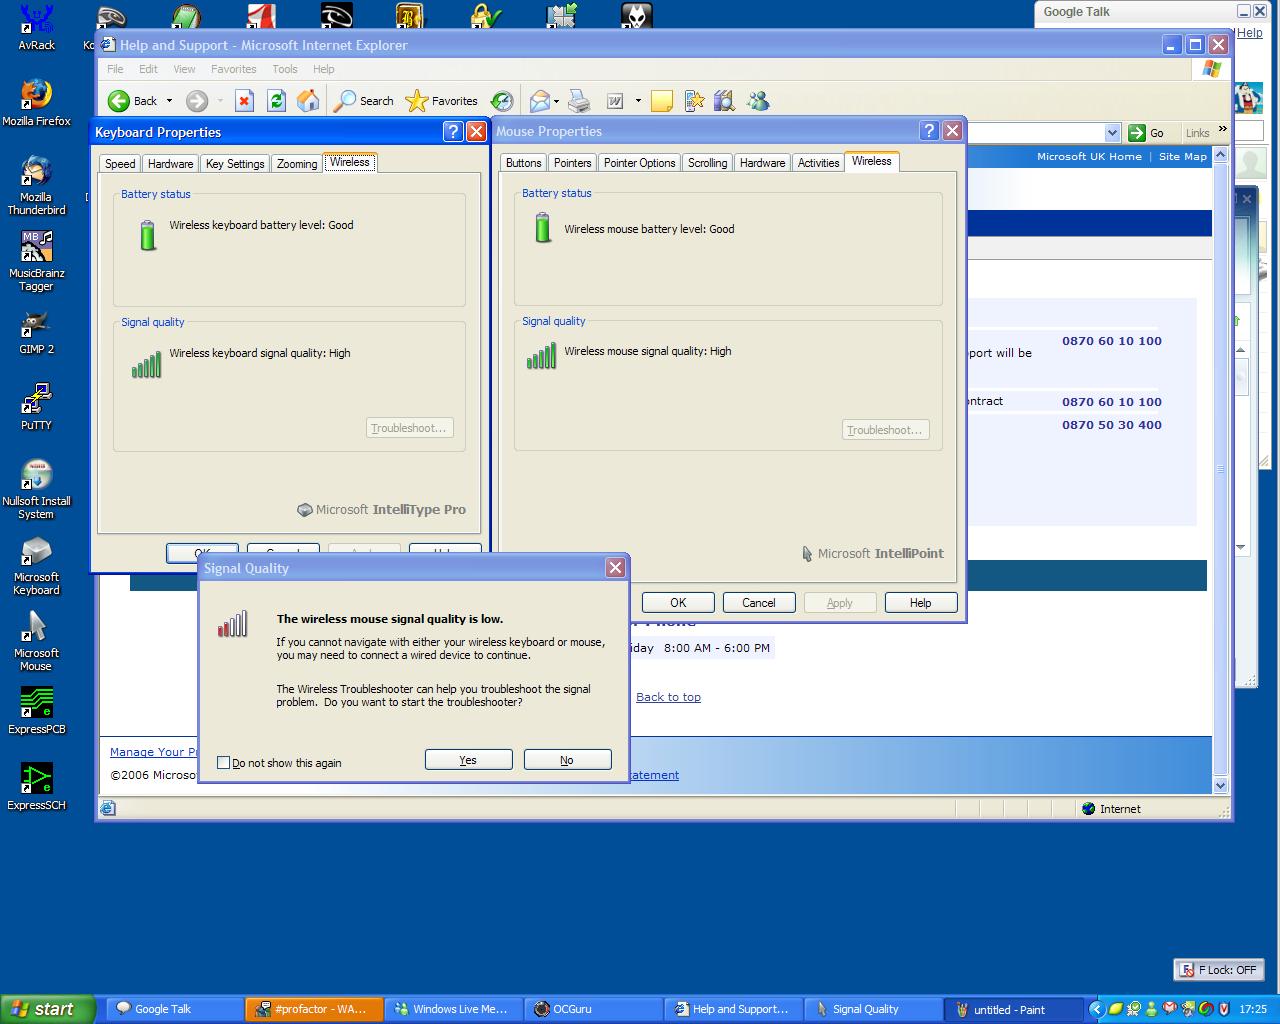 Google Talk
Help
AvRack
Help and Support - Microsoft Internet Explorer
File Edit View Favorites Tools Help
Back Search Favorites
Go Links
Microsoft UK Home | Site Map
Mozilla Firefox
Mozilla Thunderbird
MusicBrainz Tagger
GIMP 2
PuTTY
Nullsoft Install System
Microsoft Keyboard
Microsoft Mouse
ExpressPCB
ExpressSCH
Keyboard Properties
Speed Hardware Key Settings Zooming Wireless
Battery status
Wireless keyboard battery level: Good
Signal quality
Wireless keyboard signal quality: High
Troubleshoot...
Microsoft IntelliType Pro
Mouse Properties
Buttons Pointers Pointer Options Scrolling Hardware Activities Wireless
Battery status
Wireless mouse battery level: Good
Signal quality
Wireless mouse signal quality: High
Troubleshoot...
Microsoft IntelliPoint
OK Cancel Apply Help
0870 60 10 100
port will be
ntract 0870 60 10 100
0870 50 30 400
Signal Quality
The wireless mouse signal quality is low.
If you cannot navigate with either your wireless keyboard or mouse,
you may need to connect a wired device to continue.
The Wireless Troubleshooter can help you troubleshoot the signal
problem. Do you want to start the troubleshooter?
Do not show this again
Yes No
iday 8:00 AM - 6:00 PM
Back to top
Manage Your Pr
©2006 Microso
atement
Internet
F Lock: OFF
start
Google Talk
#profactor - WA...
Windows Live Me...
OCGuru
Help and Support...
Signal Quality
untitled - Paint
17:25